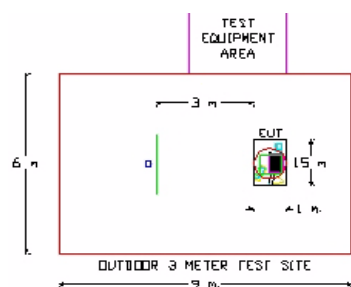 TEST
EQUIPMENT
AREA
3 m
EUT
6 m
1.5 m
1 m.
OUTDOOR 3 METER TEST SITE
9 m.